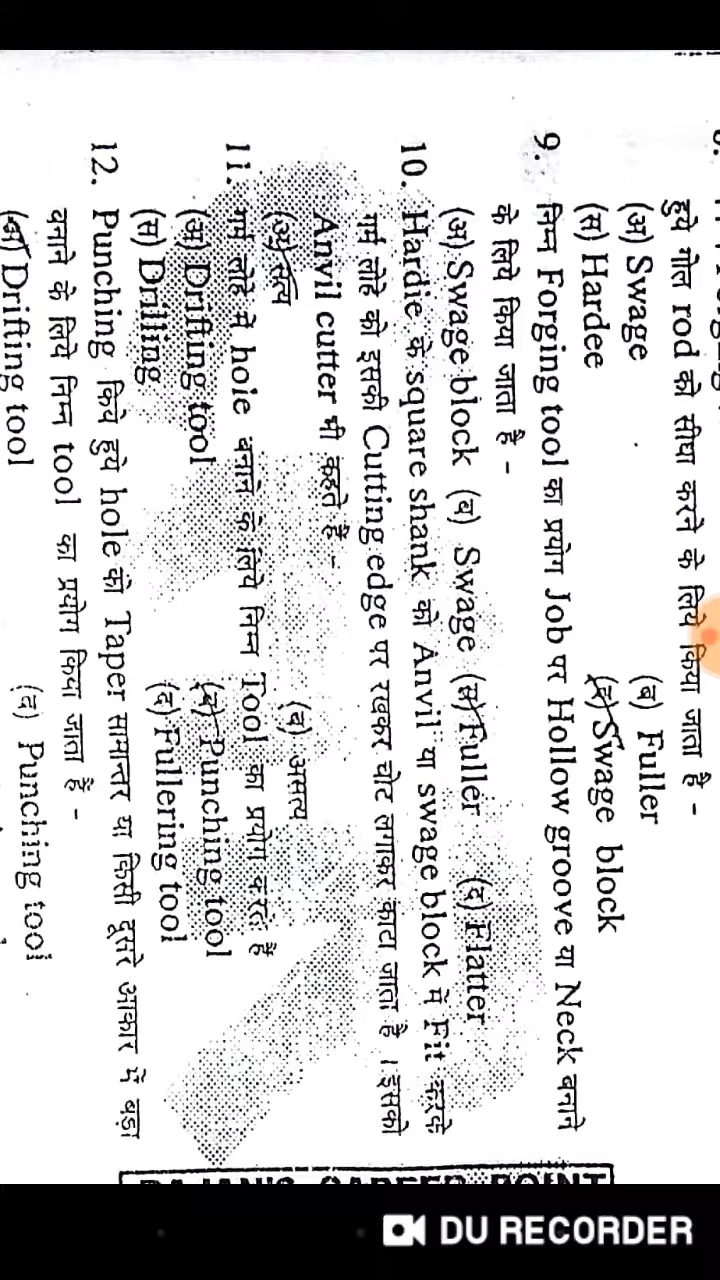 हुये गोल rod को सीधा करने के लिये किया जाता है -
(अ) Swage (ब) Fuller
(स) Hardee (द) Swage block
9. निम्न Forging tool का प्रयोग Job पर Hollow groove या Neck बनाने
के लिये किया जाता है -
(अ) Swage block (ब) Swage (स) Fuller (द) Flatter
10. Hardie के square shank को Anvil या swage block में Fit करके
गर्म लोहे को इसकी Cutting edge पर रखकर चोट लगाकर काटा जाता है । इसको
Anvil cutter भी कहते है -
(अ) सत्य (ब) असत्य
11. गर्म लोहे मे hole बनाने के लिये निम्न Tool का प्रयोग करते हैं
(अ) Drifting tool (ब) Punching tool
(स) Drilling (द) Fullering tool
12. Punching किये हुये hole को Taper सामान्तर या किसी दूसरे आकार में बड़ा
बनाने के लिये निम्न tool का प्रयोग किया जाता हैं -
(अ) Drifting tool (द) Punching tool
CAREER POINT
DU RECORDER